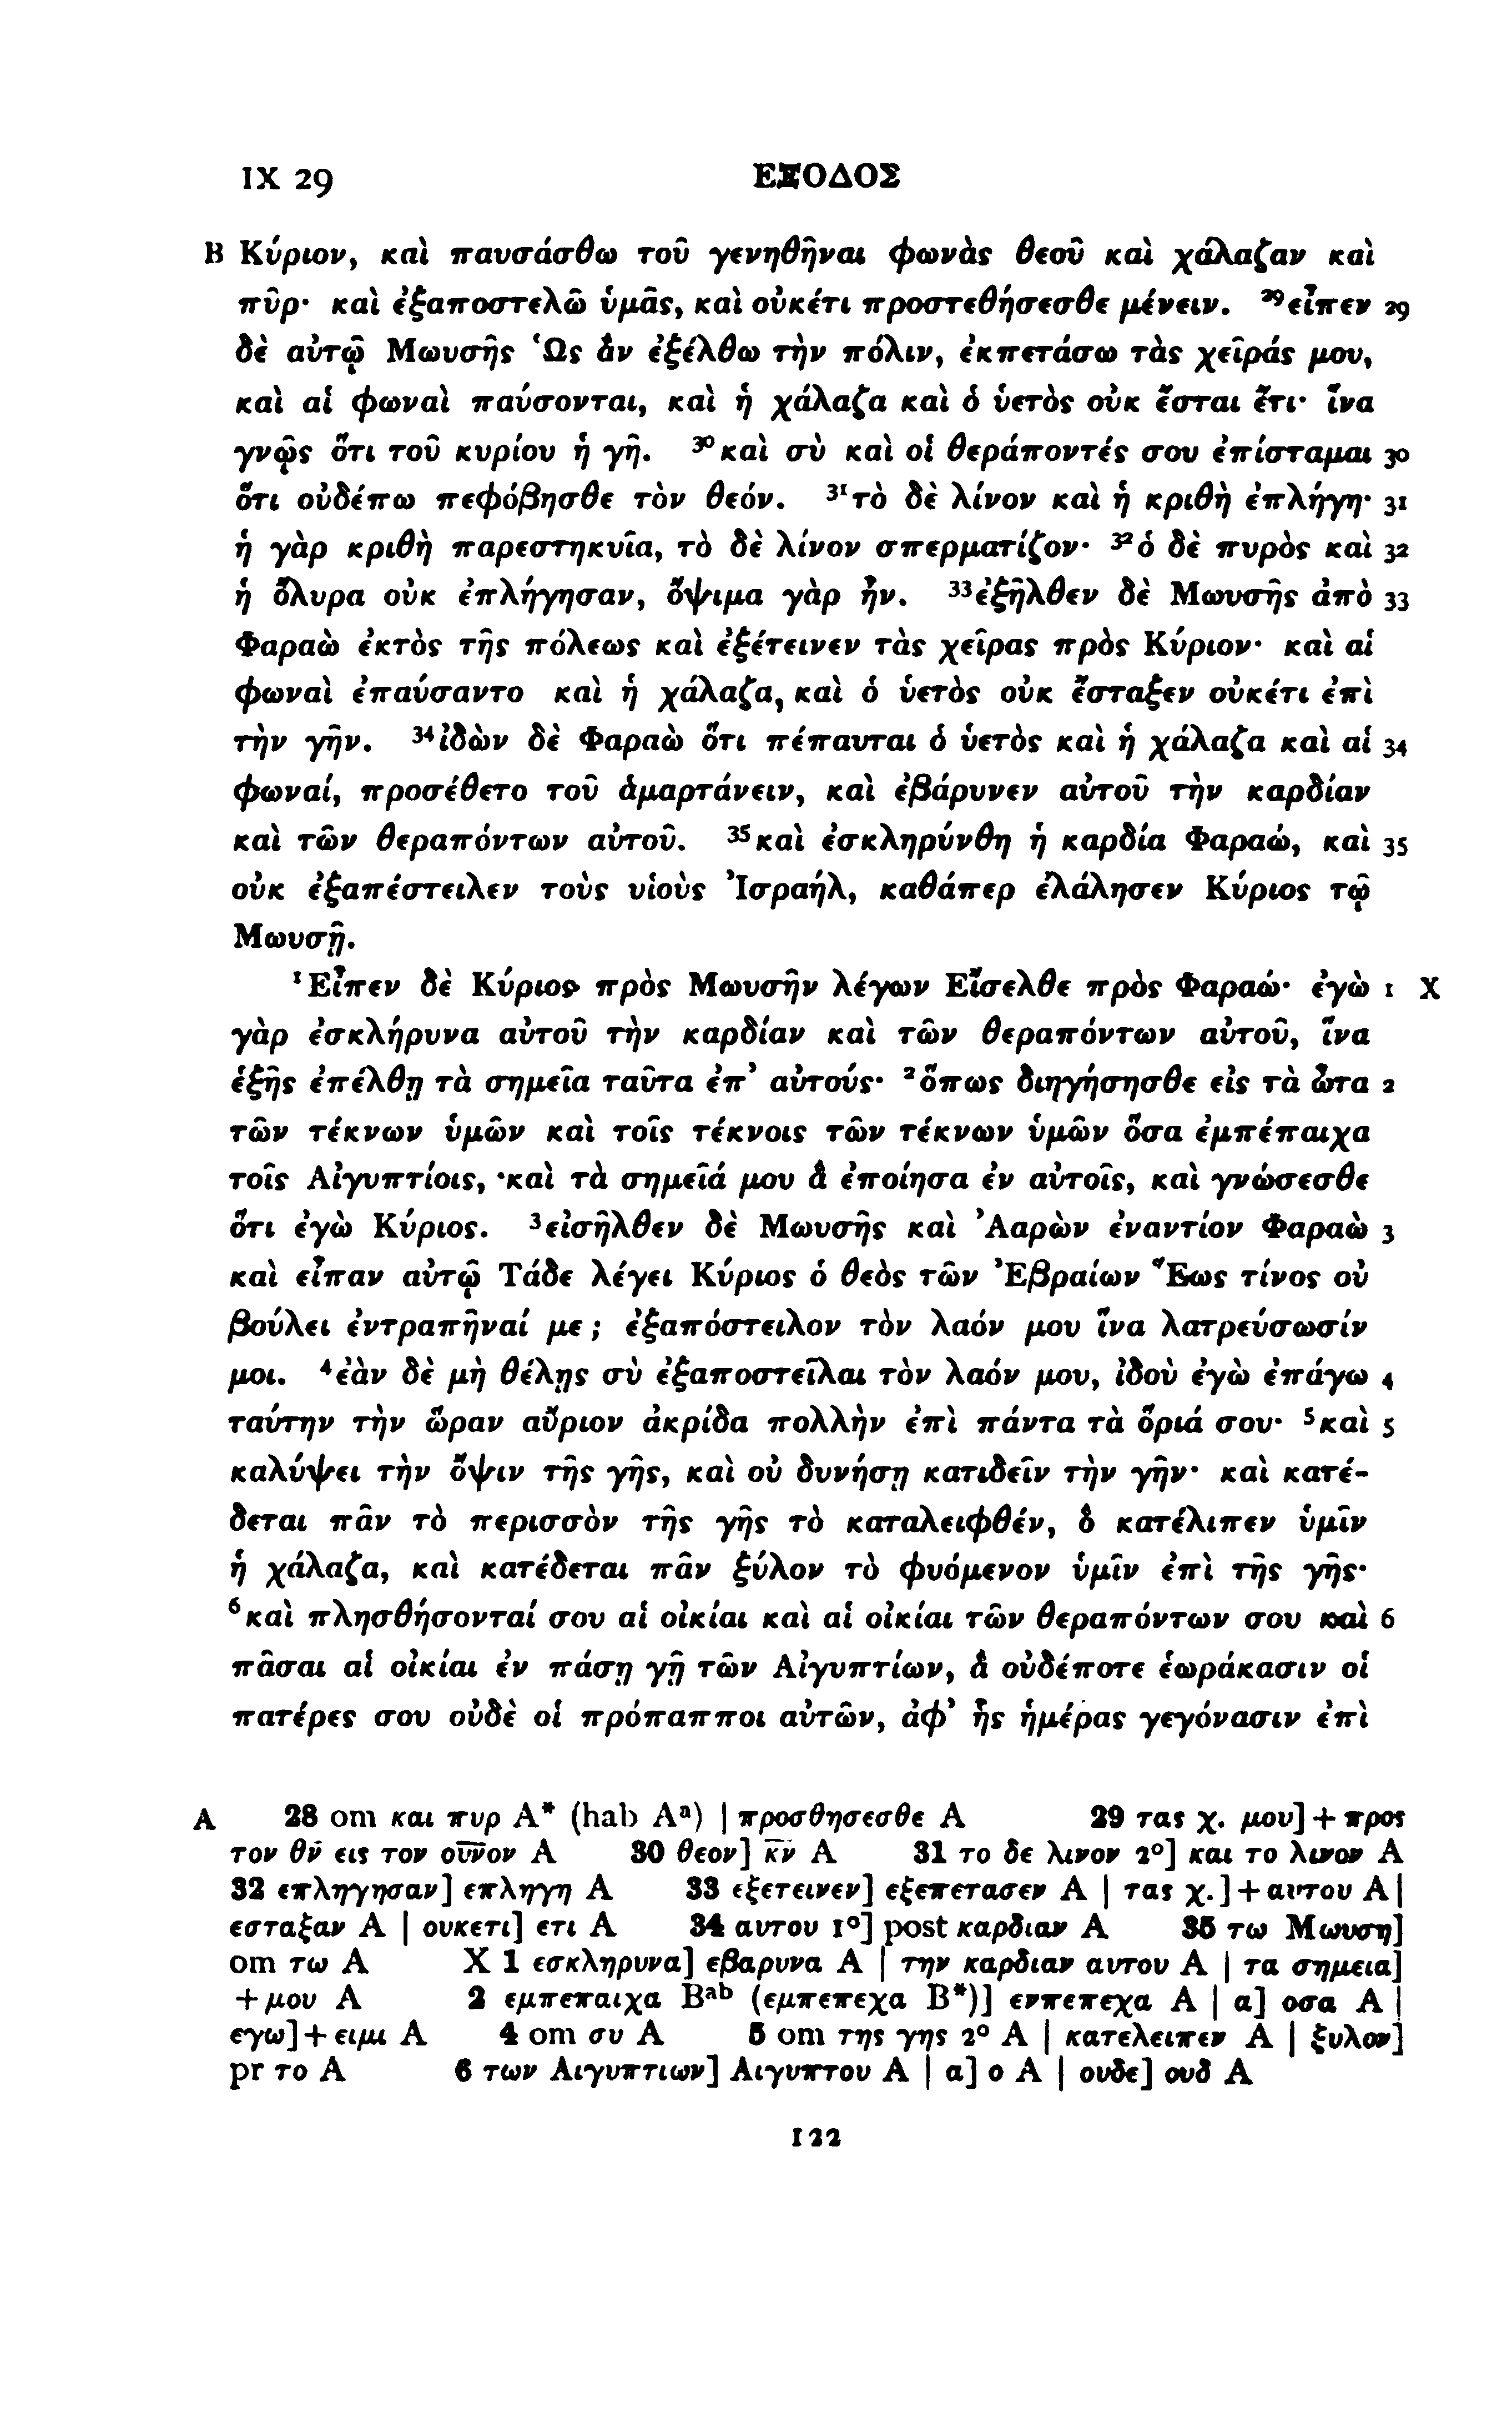 IX 29 ΕΞΟΔΟΣ
B Κύριον, καὶ παυσάσθω τοῦ γενηθῆναι φωνὰς θεοῦ καὶ χάλαζαν καὶ
πῦρ· καὶ ἐξαποστελῶ ὑμᾶς, καὶ οὐκέτι προστεθήσεσθε μένειν. ²⁹εἶπεν 29
δὲ αὐτῷ Μωυσῆς Ὡς ἂν ἐξέλθω τὴν πόλιν, ἐκπετάσω τὰς χεῖράς μου,
καὶ αἱ φωναὶ παύσονται, καὶ ἡ χάλαζα καὶ ὁ ὑετὸς οὐκ ἔσται ἔτι· ἵνα
γνῷς ὅτι τοῦ κυρίου ἡ γῆ. ³⁰καὶ σὺ καὶ οἱ θεράποντές σου ἐπίσταμαι 30
ὅτι οὐδέπω πεφόβησθε τὸν θεόν. ³¹τὸ δὲ λίνον καὶ ἡ κριθὴ ἐπλήγη· 31
ἡ γὰρ κριθὴ παρεστηκυῖα, τὸ δὲ λίνον σπερματίζον· ³²ὁ δὲ πυρὸς καὶ 32
ἡ ὄλυρα οὐκ ἐπλήγησαν, ὄψιμα γὰρ ἦν. ³³ἐξῆλθεν δὲ Μωυσῆς ἀπὸ 33
Φαραὼ ἐκτὸς τῆς πόλεως καὶ ἐξέτεινεν τὰς χεῖρας πρὸς Κύριον· καὶ αἱ
φωναὶ ἐπαύσαντο καὶ ἡ χάλαζα, καὶ ὁ ὑετὸς οὐκ ἔσταξεν οὐκέτι ἐπὶ
τὴν γῆν. ³⁴ἰδὼν δὲ Φαραὼ ὅτι πέπαυται ὁ ὑετὸς καὶ ἡ χάλαζα καὶ αἱ 34
φωναί, προσέθετο τοῦ ἁμαρτάνειν, καὶ ἐβάρυνεν αὐτοῦ τὴν καρδίαν
καὶ τῶν θεραπόντων αὐτοῦ. ³⁵καὶ ἐσκληρύνθη ἡ καρδία Φαραώ, καὶ 35
οὐκ ἐξαπέστειλεν τοὺς υἱοὺς Ἰσραήλ, καθάπερ ἐλάλησεν Κύριος τῷ
Μωυσῇ.
¹Εἶπεν δὲ Κύριος πρὸς Μωυσῆν λέγων Εἴσελθε πρὸς Φαραώ· ἐγὼ 1 X
γὰρ ἐσκλήρυνα αὐτοῦ τὴν καρδίαν καὶ τῶν θεραπόντων αὐτοῦ, ἵνα
ἑξῆς ἐπέλθῃ τὰ σημεῖα ταῦτα ἐπ’ αὐτούς· ²ὅπως διηγήσησθε εἰς τὰ ὦτα 2
τῶν τέκνων ὑμῶν καὶ τοῖς τέκνοις τῶν τέκνων ὑμῶν ὅσα ἐμπέπαιχα
τοῖς Αἰγυπτίοις, καὶ τὰ σημεῖά μου ἃ ἐποίησα ἐν αὐτοῖς, καὶ γνώσεσθε
ὅτι ἐγὼ Κύριος. ³εἰσῆλθεν δὲ Μωυσῆς καὶ Ἀαρὼν ἐναντίον Φαραὼ 3
καὶ εἶπαν αὐτῷ Τάδε λέγει Κύριος ὁ θεὸς τῶν Ἐβραίων Ἕως τίνος οὐ
βούλει ἐντραπῆναί με; ἐξαπόστειλον τὸν λαόν μου ἵνα λατρεύσωσίν
μοι. ⁴ἐὰν δὲ μὴ θέλῃς σὺ ἐξαποστεῖλαι τὸν λαόν μου, ἰδοὺ ἐγὼ ἐπάγω 4
ταύτην τὴν ὥραν αὔριον ἀκρίδα πολλὴν ἐπὶ πάντα τὰ ὅριά σου· ⁵καὶ 5
καλύψει τὴν ὄψιν τῆς γῆς, καὶ οὐ δυνήσῃ κατιδεῖν τὴν γῆν· καὶ κατέ-
δεται πᾶν τὸ περισσὸν τῆς γῆς τὸ καταλειφθέν, ὃ κατέλιπεν ὑμῖν
ἡ χάλαζα, καὶ κατέδεται πᾶν ξύλον τὸ φυόμενον ὑμῖν ἐπὶ τῆς γῆς·
⁶καὶ πλησθήσονταί σου αἱ οἰκίαι καὶ αἱ οἰκίαι τῶν θεραπόντων σου καὶ 6
πᾶσαι αἱ οἰκίαι ἐν πάσῃ γῇ τῶν Αἰγυπτίων, ἃ οὐδέποτε ἑωράκασιν οἱ
πατέρες σου οὐδὲ οἱ πρόπαπποι αὐτῶν, ἀφ’ ἧς ἡμέρας γεγόνασιν ἐπὶ
A 28 om και πυρ A* (hab Aᵃ) | προσθησεσθε A 29 τας χ. μου] + προς
τον θν̅ εις τον ουνον A 30 θεον] κν̅ A 31 το δε λινον 2°] και το λινον A
32 επληγησαν] επληγη A 33 εξετεινεν] εξεπετασεν A | τας χ.] + αυτου A |
εσταξαν A | ουκετι] ετι A 34 αυτου 1°] post καρδιαν A 35 τω Μωυση]
om τω A X 1 εσκληρυνα] εβαρυνα A | την καρδιαν αυτου A | τα σημεια]
+ μου A 2 εμπεπαιχα Bᵃᵇ (εμπεπεχα B*)] ενπεπεχα A | α] οσα A |
εγω] + ειμι A 4 om συ A 5 om της γης 2° A | κατελειπεν A | ξυλον]
pr το A 6 των Αιγυπτιων] Αιγυπτου A | α] ο A | ουδε] ουδ A
122